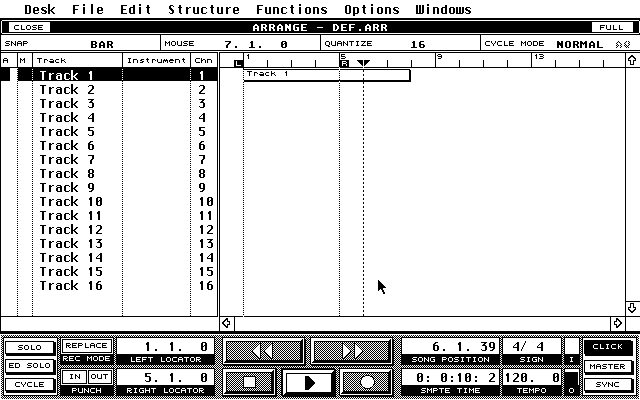 Desk File Edit Structure Functions Options Windows
CLOSE ARRANGE - DEF.ARR FULL
SNAP BAR MOUSE 7. 1. 0 QUANTIZE 16 CYCLE MODE NORMAL
A M Track Instrument Chn 1 5 9 13
L R
Track 1 1 Track 1
Track 2 2
Track 3 3
Track 4 4
Track 5 5
Track 6 6
Track 7 7
Track 8 8
Track 9 9
Track 10 10
Track 11 11
Track 12 12
Track 13 13
Track 14 14
Track 15 15
Track 16 16
SOLO REPLACE 1. 1. 0 6. 1. 39 4/ 4 CLICK
REC MODE LEFT LOCATOR SONG POSITION SIGN I
ED SOLO MASTER
CYCLE IN OUT 5. 1. 0 0: 0:10: 2 120. 0 SYNC
PUNCH RIGHT LOCATOR SMPTE TIME TEMPO O